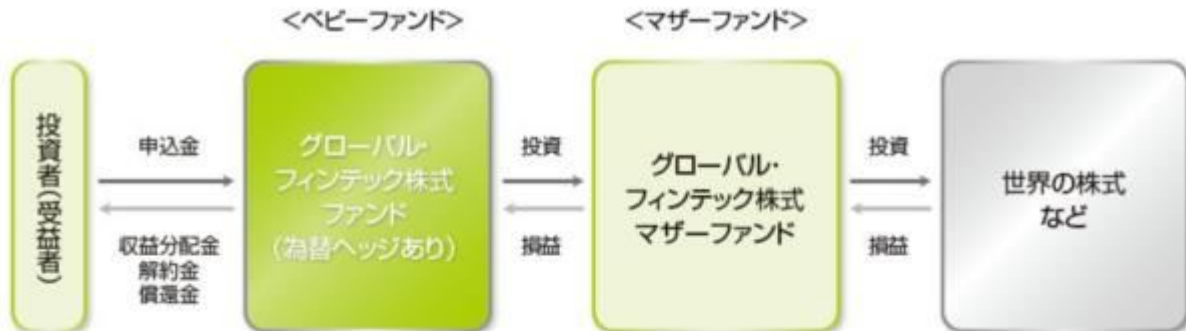 <ベビーファンド>
<マザーファンド>
投資者(受益者)
申込金
収益分配金
解約金
償還金
グローバル・
フィンテック株式
ファンド
(為替ヘッジあり)
投資
損益
グローバル・
フィンテック株式
マザーファンド
投資
損益
世界の株式
など